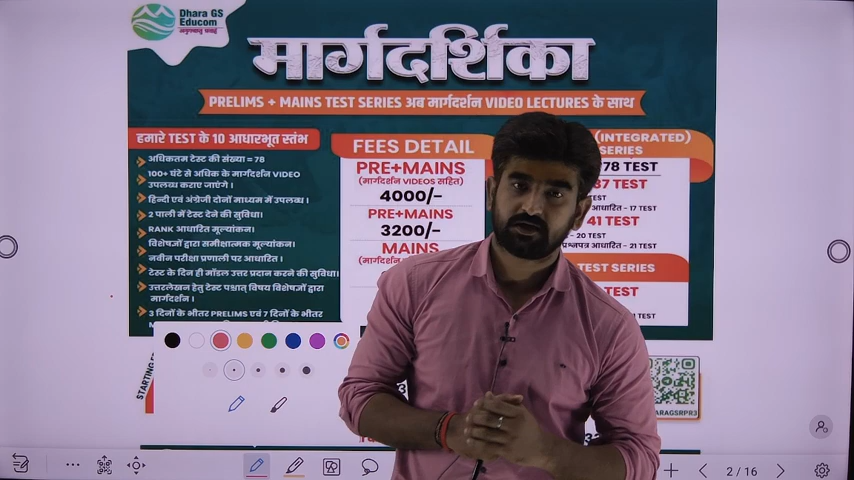 Dhara GS
Educom
मार्गदर्शिका
PRELIMS + MAINS TEST SERIES अब मार्गदर्शन VIDEO LECTURES के साथ
हमारे TEST के 10 आधारभूत स्तंभ
अधिकतम टेस्ट की संख्या = 78
100+ घंटे से अधिक के मार्गदर्शन VIDEO
उपलब्ध कराए जाएंगे ।
हिन्दी एवं अंग्रेजी दोनों माध्यम में उपलब्ध ।
2 पाली में टेस्ट देने की सुविधा।
RANK आधारित मूल्यांकन।
विशेषज्ञों द्वारा समीक्षात्मक मूल्यांकन।
नवीन परीक्षा प्रणाली पर आधारित ।
टेस्ट के दिन ही मॉडल उत्तर प्रदान करने की सुविधा।
उत्तरलेखन हेतु टेस्ट पश्चात् विषय विशेषज्ञों द्वारा
मार्गदर्शन ।
3 दिनों के भीतर PRELIMS एवं 7 दिनों के भीतर
FEES DETAIL
PRE+MAINS
(मार्गदर्शन VIDEOS सहित)
4000/-
PRE+MAINS
3200/-
MAINS
(INTEGRATED)
SERIES
78 TEST
37 TEST
आधारित - 17 TEST
41 TEST
- 20 TEST
प्रश्नपत्र आधारित - 21 TEST
TEST SERIES
TEST
TEST
STARTING
ARAGSRPR3
2 / 16